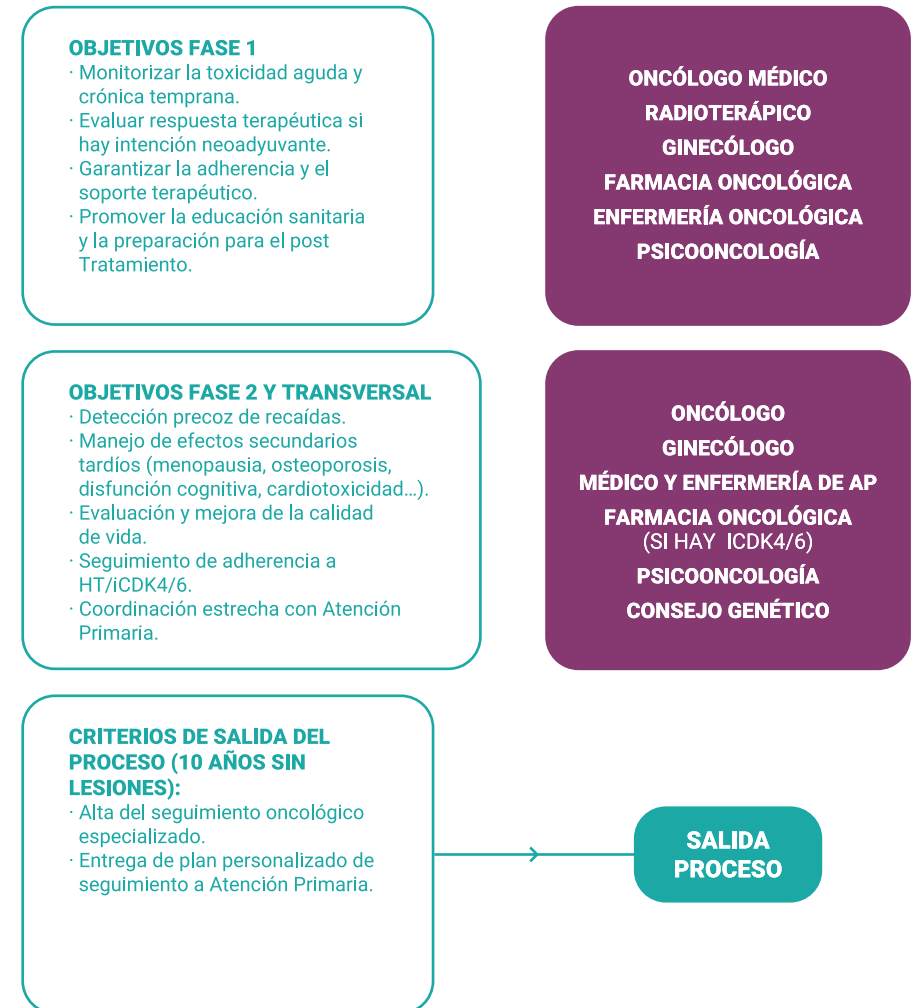 OBJETIVOS FASE 1
· Monitorizar la toxicidad aguda y
crónica temprana.
· Evaluar respuesta terapéutica si
hay intención neoadyuvante.
· Garantizar la adherencia y el
soporte terapéutico.
· Promover la educación sanitaria
y la preparación para el post
Tratamiento.
ONCÓLOGO MÉDICO
RADIOTERÁPICO
GINECÓLOGO
FARMACIA ONCOLÓGICA
ENFERMERÍA ONCOLÓGICA
PSICOONCOLOGÍA
OBJETIVOS FASE 2 Y TRANSVERSAL
· Detección precoz de recaídas.
· Manejo de efectos secundarios
tardíos (menopausia, osteoporosis,
disfunción cognitiva, cardiotoxicidad…).
· Evaluación y mejora de la calidad
de vida.
· Seguimiento de adherencia a
HT/iCDK4/6.
· Coordinación estrecha con Atención
Primaria.
ONCÓLOGO
GINECÓLOGO
MÉDICO Y ENFERMERÍA DE AP
FARMACIA ONCOLÓGICA
(SI HAY ICDK4/6)
PSICOONCOLOGÍA
CONSEJO GENÉTICO
CRITERIOS DE SALIDA DEL
PROCESO (10 AÑOS SIN
LESIONES):
· Alta del seguimiento oncológico
especializado.
· Entrega de plan personalizado de
seguimiento a Atención Primaria.
SALIDA
PROCESO